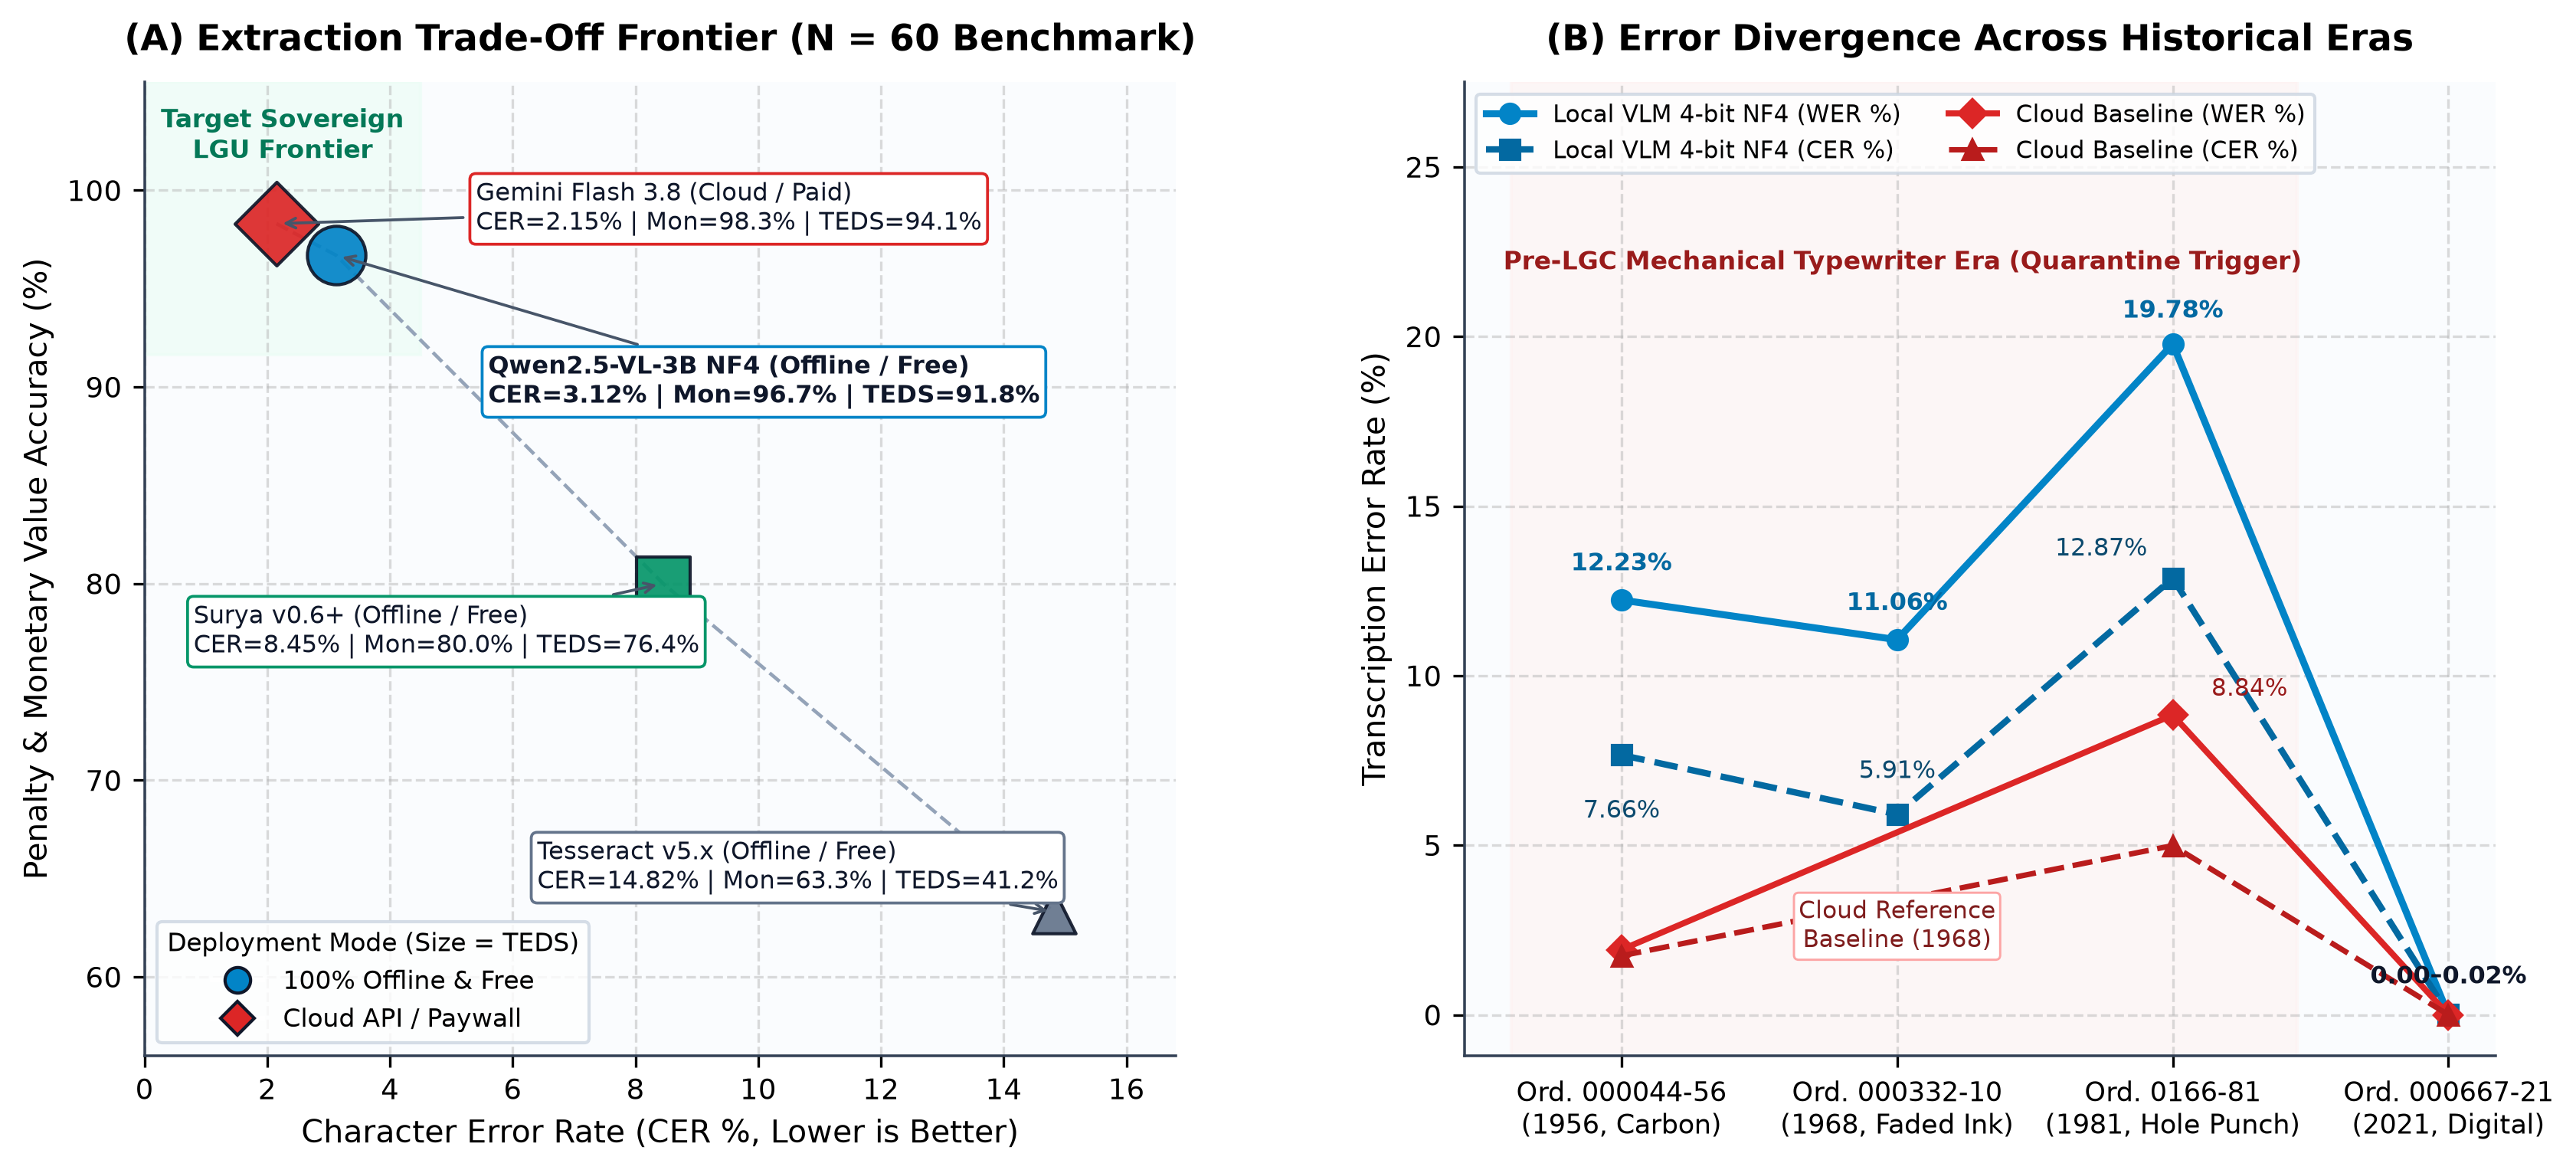 (A) Extraction Trade-Off Frontier (N = 60 Benchmark)
Penalty & Monetary Value Accuracy (%)
100
90
80
70
60
Target Sovereign
LGU Frontier
Gemini Flash 3.8 (Cloud / Paid)
CER=2.15% | Mon=98.3% | TEDS=94.1%
Qwen2.5-VL-3B NF4 (Offline / Free)
CER=3.12% | Mon=96.7% | TEDS=91.8%
Surya v0.6+ (Offline / Free)
CER=8.45% | Mon=80.0% | TEDS=76.4%
Tesseract v5.x (Offline / Free)
CER=14.82% | Mon=63.3% | TEDS=41.2%
Deployment Mode (Size = TEDS)
100% Offline & Free
Cloud API / Paywall
0 2 4 6 8 10 12 14 16
Character Error Rate (CER %, Lower is Better)
(B) Error Divergence Across Historical Eras
Transcription Error Rate (%)
25
20
15
10
5
0
Local VLM 4-bit NF4 (WER %)
Local VLM 4-bit NF4 (CER %)
Cloud Baseline (WER %)
Cloud Baseline (CER %)
Pre-LGC Mechanical Typewriter Era (Quarantine Trigger)
19.78%
12.87%
12.23%
11.06%
8.84%
5.91%
7.66%
Cloud Reference
Baseline (1968)
0.00-0.02%
Ord. 000044-56
(1956, Carbon)
Ord. 000332-10
(1968, Faded Ink)
Ord. 0166-81
(1981, Hole Punch)
Ord. 000667-21
(2021, Digital)